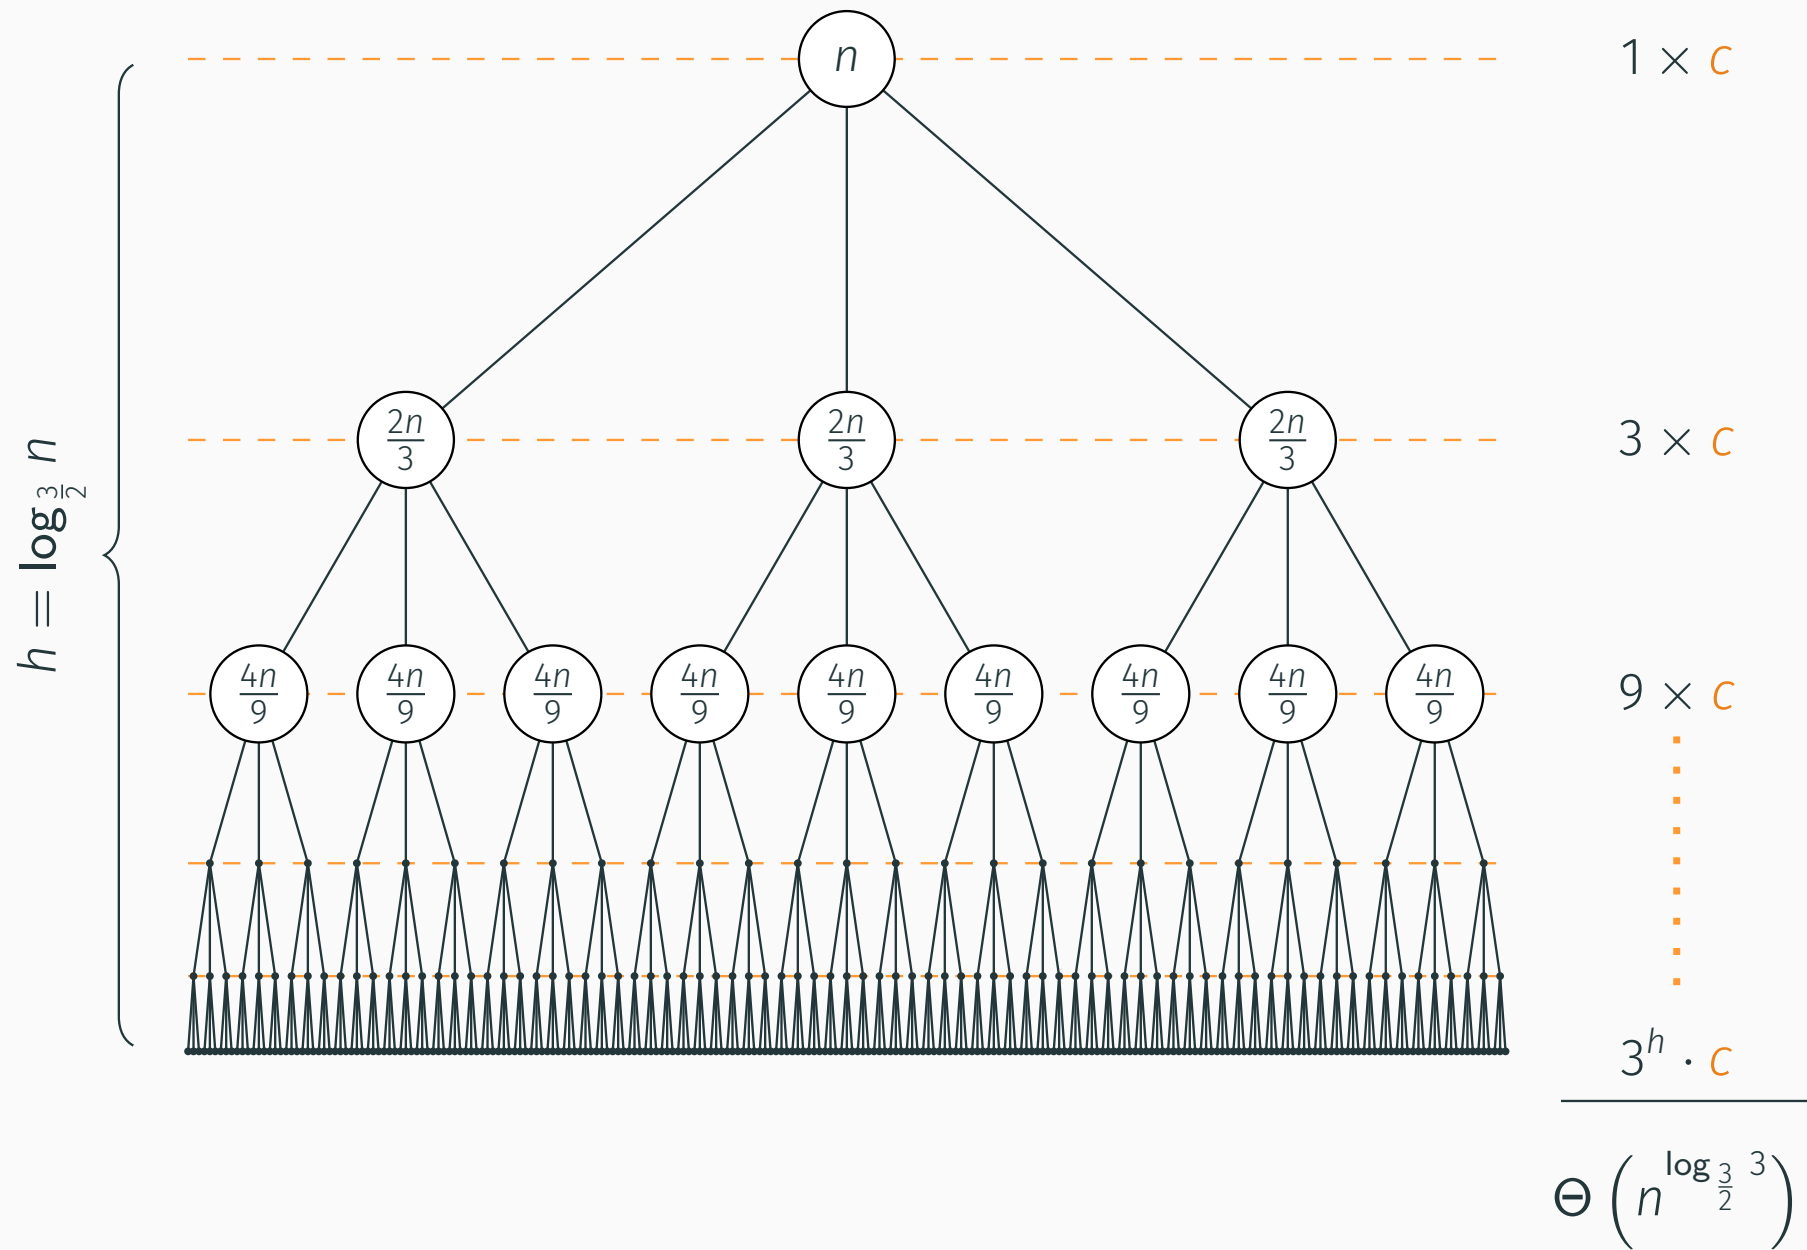 n
1 × c
2n/3 2n/3 2n/3
3 × c
h = log_{3/2} n
4n/9 4n/9 4n/9 4n/9 4n/9 4n/9 4n/9 4n/9 4n/9
9 × c
3^h · c
Θ (n^{log_{3/2} 3})